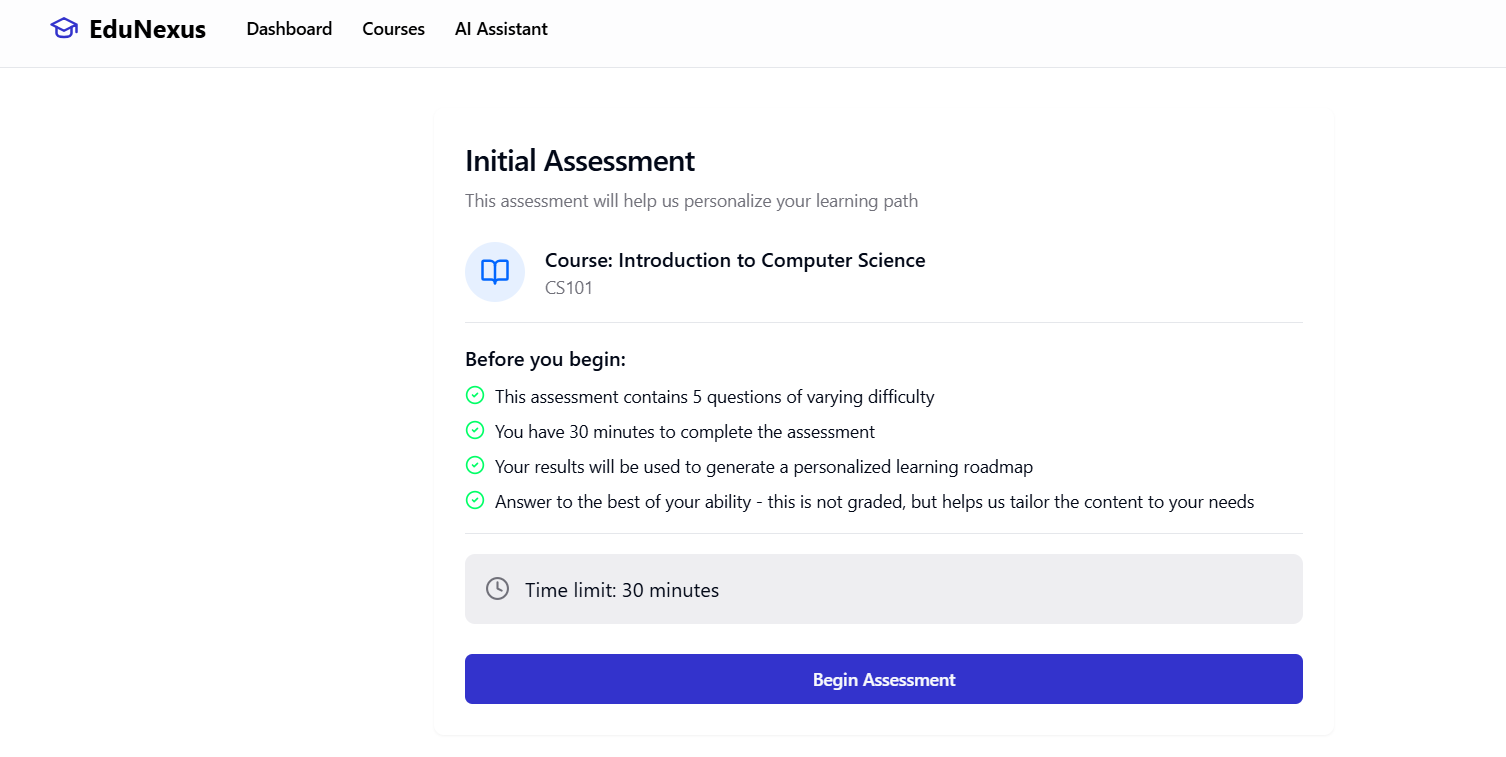 EduNexus Dashboard Courses AI Assistant
Initial Assessment
This assessment will help us personalize your learning path
Course: Introduction to Computer Science
CS101
Before you begin:
This assessment contains 5 questions of varying difficulty
You have 30 minutes to complete the assessment
Your results will be used to generate a personalized learning roadmap
Answer to the best of your ability - this is not graded, but helps us tailor the content to your needs
Time limit: 30 minutes
Begin Assessment